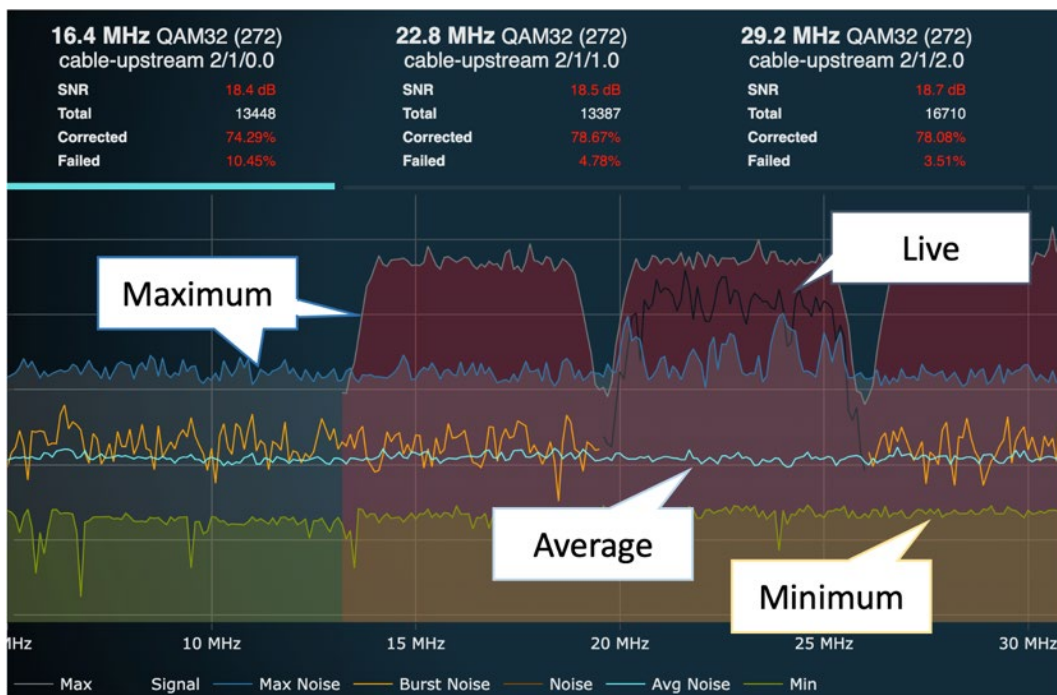 16.4 MHz QAM32 (272)
cable-upstream 2/1/0.0
SNR 18.4 dB
Total 13448
Corrected 74.29%
Failed 10.45%
22.8 MHz QAM32 (272)
cable-upstream 2/1/1.0
SNR 18.5 dB
Total 13387
Corrected 78.67%
Failed 4.78%
29.2 MHz QAM32 (272)
cable-upstream 2/1/2.0
SNR 18.7 dB
Total 16710
Corrected 78.08%
Failed 3.51%
Maximum
Live
Average
Minimum
MHz 10 MHz 15 MHz 20 MHz 25 MHz 30 MHz
Max Signal Max Noise Burst Noise Noise Avg Noise Min